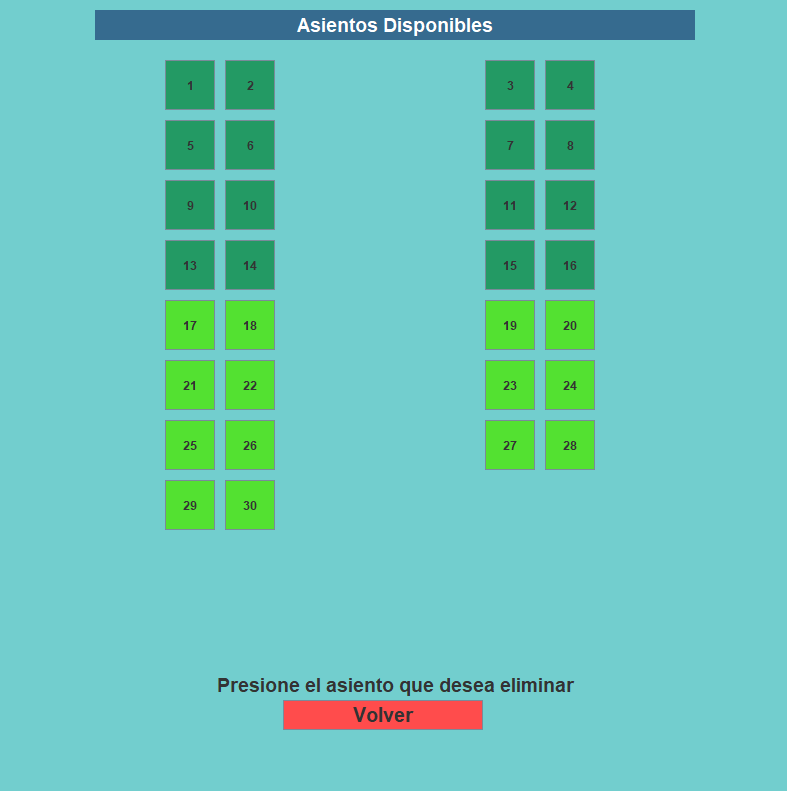 Asientos Disponibles
1 2 3 4
5 6 7 8
9 10 11 12
13 14 15 16
17 18 19 20
21 22 23 24
25 26 27 28
29 30
Presione el asiento que desea eliminar
Volver